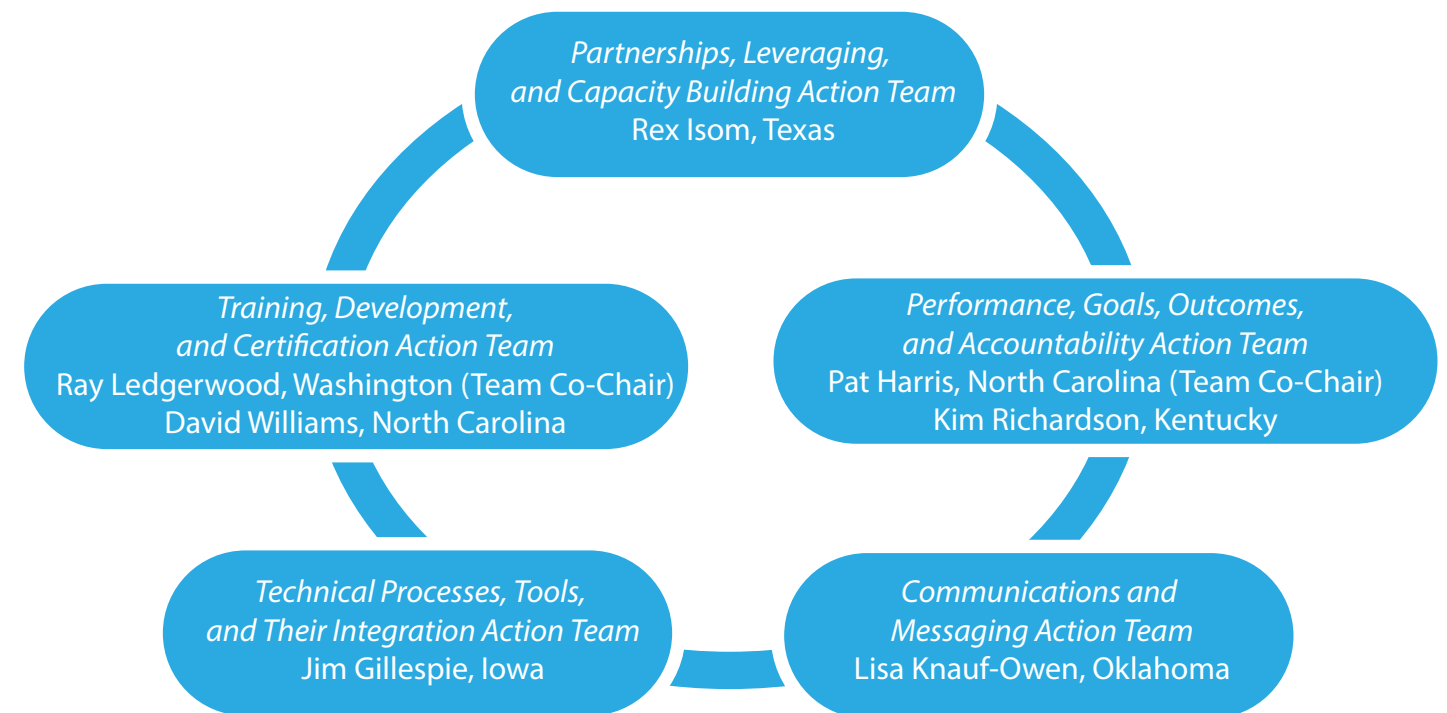 Partnerships, Leveraging,
and Capacity Building Action Team
Rex Isom, Texas
Training, Development,
and Certification Action Team
Ray Ledgerwood, Washington (Team Co-Chair)
David Williams, North Carolina
Performance, Goals, Outcomes,
and Accountability Action Team
Pat Harris, North Carolina (Team Co-Chair)
Kim Richardson, Kentucky
Technical Processes, Tools,
and Their Integration Action Team
Jim Gillespie, Iowa
Communications and
Messaging Action Team
Lisa Knauf-Owen, Oklahoma